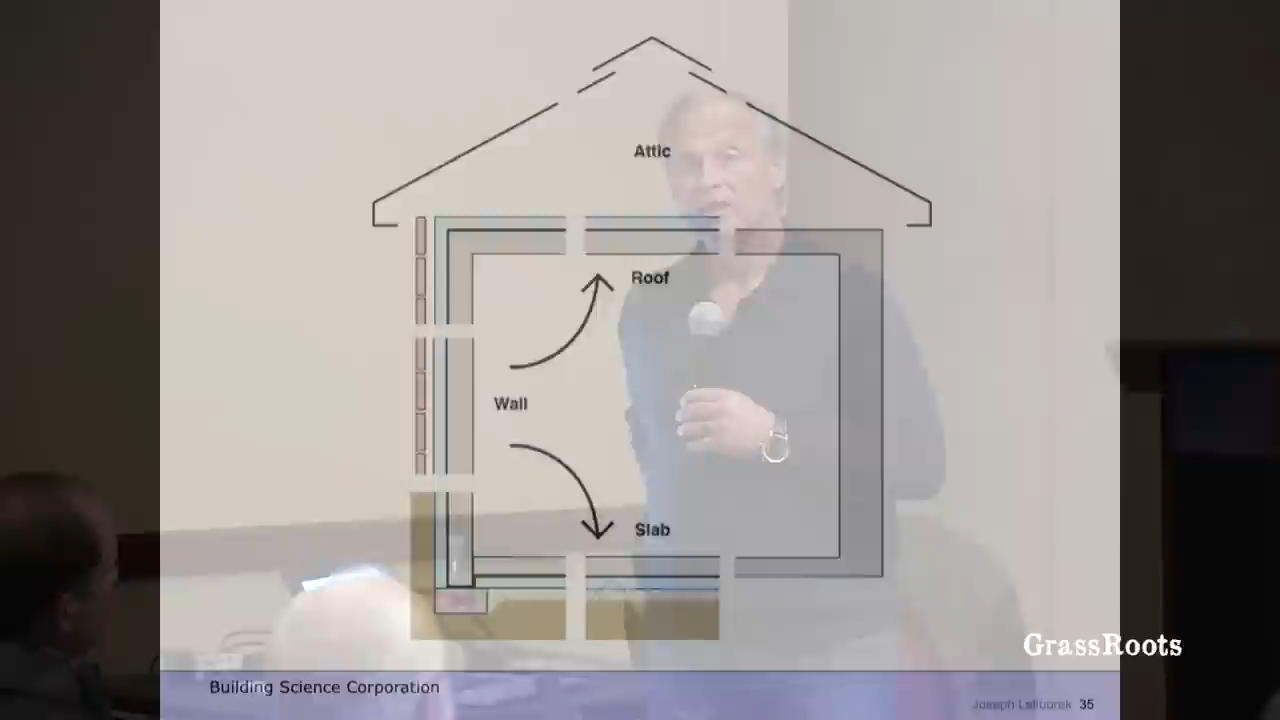 Attic
Roof
Wall
Slab
GrassRoots
Building Science Corporation
Joseph Lstiburek 35